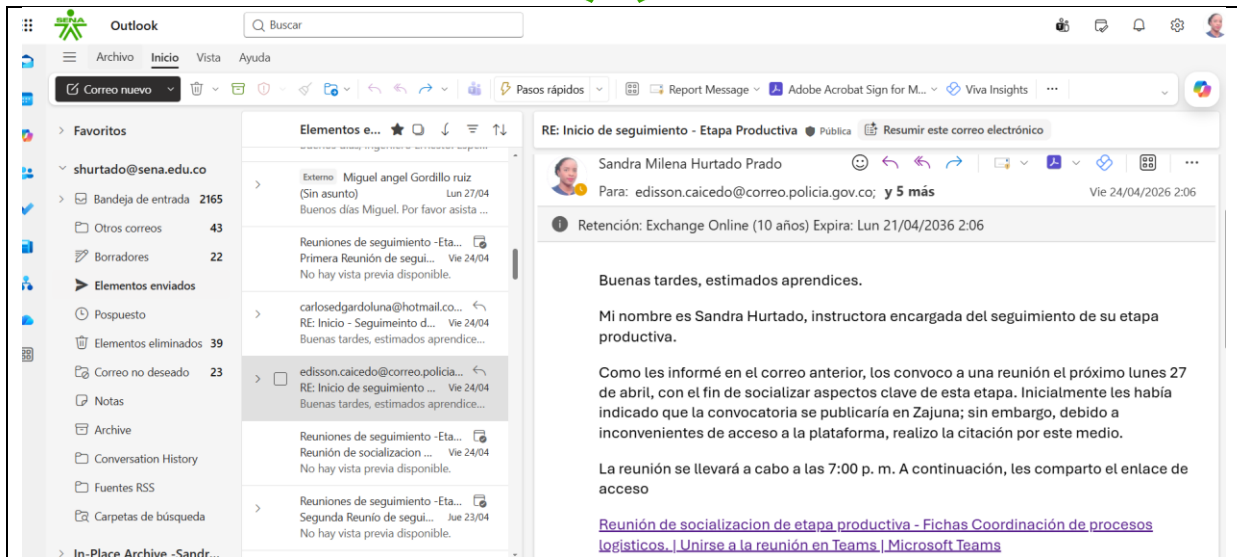 SENA
Outlook
Buscar
Archivo Inicio Vista Ayuda
Correo nuevo
Pasos rápidos
Report Message
Adobe Acrobat Sign for M...
Viva Insights
Favoritos
shurtado@sena.edu.co
Bandeja de entrada 2165
Otros correos 43
Borradores 22
Elementos enviados
Pospuesto
Elementos eliminados 39
Correo no deseado 23
Notas
Archive
Conversation History
Fuentes RSS
Carpetas de búsqueda
In-Place Archive -Sandr...
Elementos e...
Externo Miguel angel Gordillo ruiz
(Sin asunto) Lun 27/04
Buenos días Miguel. Por favor asista ...
Reuniones de seguimiento -Eta...
Primera Reunión de segui... Vie 24/04
No hay vista previa disponible.
carlosedgardoluna@hotmail.co...
RE: Inicio - Segumeinto d... Vie 24/04
Buenas tardes, estimados aprendice...
edisson.caicedo@correo.policia...
RE: Inicio de seguimiento ... Vie 24/04
Buenas tardes, estimados aprendice...
Reuniones de seguimiento -Eta...
Reunión de socializacion ... Vie 24/04
No hay vista previa disponible.
Reuniones de seguimiento -Eta...
Segunda Reunío de segui... Jue 23/04
No hay vista previa disponible.
RE: Inicio de seguimiento - Etapa Productiva Pública Resumir este correo electrónico
Sandra Milena Hurtado Prado
Para: edisson.caicedo@correo.policia.gov.co; y 5 más Vie 24/04/2026 2:06
Retención: Exchange Online (10 años) Expira: Lun 21/04/2036 2:06
Buenas tardes, estimados aprendices.
Mi nombre es Sandra Hurtado, instructora encargada del seguimiento de su etapa
productiva.
Como les informé en el correo anterior, los convoco a una reunión el próximo lunes 27
de abril, con el fin de socializar aspectos clave de esta etapa. Inicialmente les había
indicado que la convocatoria se publicaría en Zajuna; sin embargo, debido a
inconvenientes de acceso a la plataforma, realizo la citación por este medio.
La reunión se llevará a cabo a las 7:00 p. m. A continuación, les comparto el enlace de
acceso
Reunión de socializacion de etapa productiva - Fichas Coordinación de procesos
logisticos. | Unirse a la reunión en Teams | Microsoft Teams